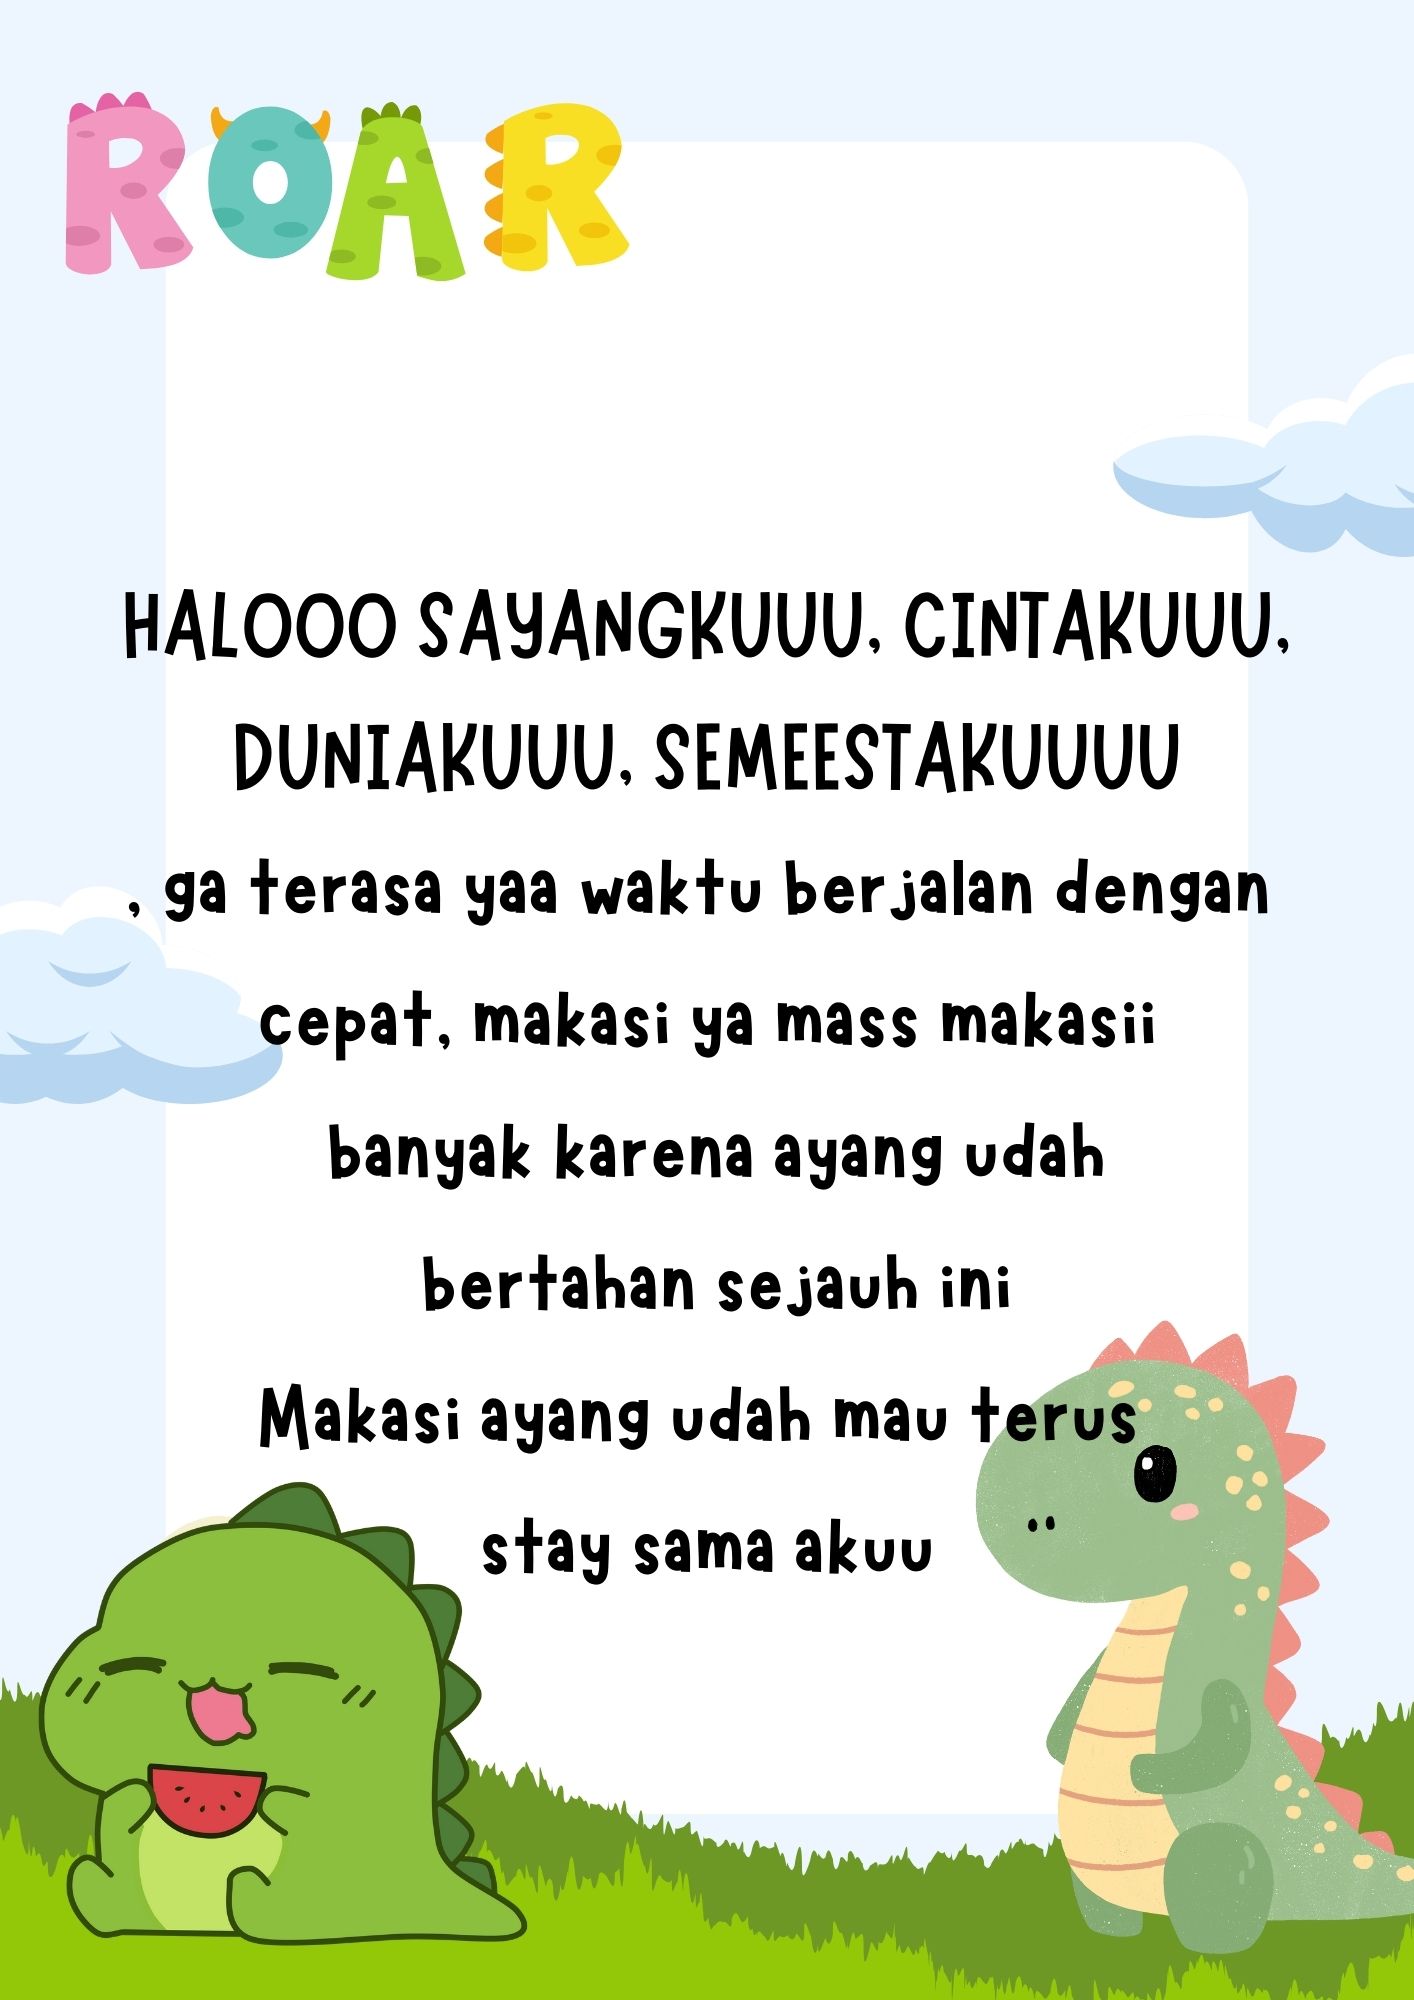 ROAR
HALOOO SAYANGKUUU, CINTAKUUU,
DUNIAKUUU, SEMEESTAKUUUU
, ga terasa yaa waktu berjalan dengan
cepat, makasi ya mass makasii
banyak karena ayang udah
bertahan sejauh ini
Makasi ayang udah mau terus
stay sama akuu